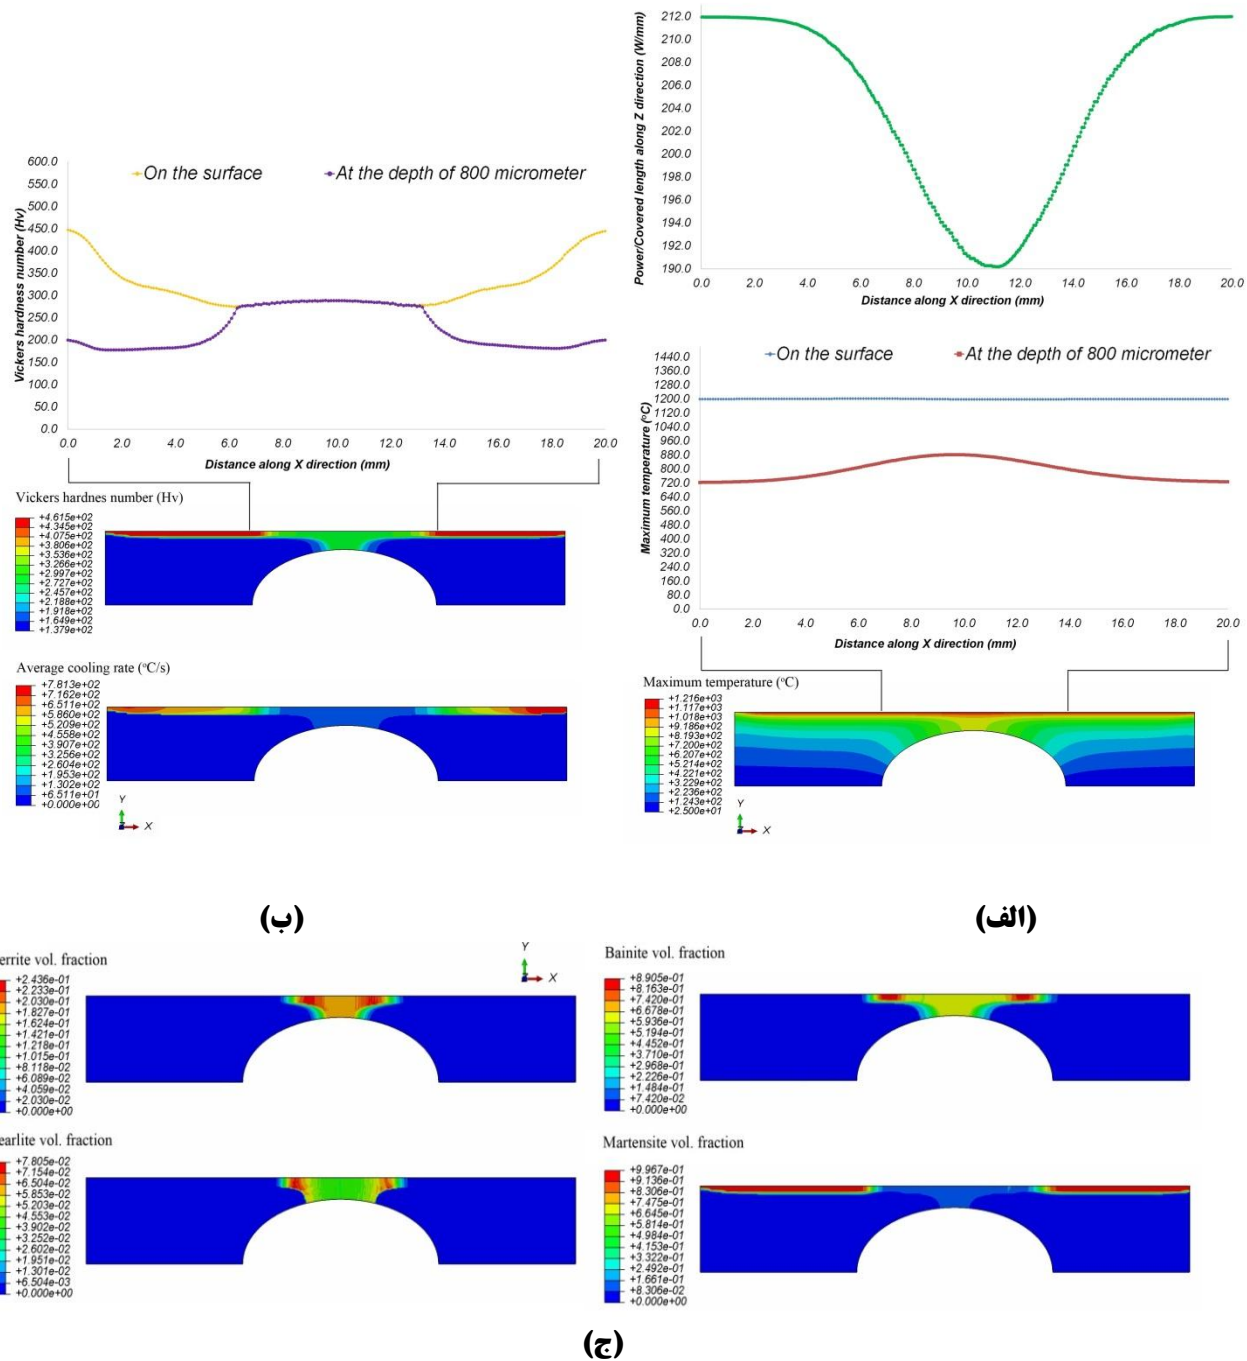 600.0
550.0
500.0
450.0
400.0
350.0
300.0
250.0
200.0
150.0
100.0
50.0
0.0
Vickers hardness number (Hv)
On the surface
At the depth of 800 micrometer
0.0 2.0 4.0 6.0 8.0 10.0 12.0 14.0 16.0 18.0 20.0
Distance along X direction (mm)
Vickers hardnes number (Hv)
+4.615e+02
+4.345e+02
+4.075e+02
+3.806e+02
+3.536e+02
+3.266e+02
+2.997e+02
+2.727e+02
+2.457e+02
+2.188e+02
+1.918e+02
+1.649e+02
+1.379e+02
Average cooling rate (°C/s)
+7.813e+02
+7.162e+02
+6.511e+02
+5.860e+02
+5.209e+02
+4.558e+02
+3.907e+02
+3.256e+02
+2.604e+02
+1.953e+02
+1.302e+02
+6.511e+01
+0.000e+00
Y
Z X
(ب)
212.0
210.0
208.0
206.0
204.0
202.0
200.0
198.0
196.0
194.0
192.0
190.0
Power/Covered length along Z direction (W/mm)
0.0 2.0 4.0 6.0 8.0 10.0 12.0 14.0 16.0 18.0 20.0
Distance along X direction (mm)
1440.0
1360.0
1280.0
1200.0
1120.0
1040.0
960.0
880.0
800.0
720.0
640.0
560.0
480.0
400.0
320.0
240.0
160.0
80.0
0.0
Maximum temperature (°C)
On the surface
At the depth of 800 micrometer
0.0 2.0 4.0 6.0 8.0 10.0 12.0 14.0 16.0 18.0 20.0
Distance along X direction (mm)
Maximum temperature (°C)
+1.216e+03
+1.117e+03
+1.018e+03
+9.186e+02
+8.193e+02
+7.200e+02
+6.207e+02
+5.214e+02
+4.221e+02
+3.229e+02
+2.236e+02
+1.243e+02
+2.500e+01
Y
Z X
(الف)
errite vol. fraction
+2.436e-01
+2.233e-01
+2.030e-01
+1.827e-01
+1.624e-01
+1.421e-01
+1.218e-01
+1.015e-01
+8.118e-02
+6.089e-02
+4.059e-02
+2.030e-02
+0.000e+00
Y
Z X
Bainite vol. fraction
+8.905e-01
+8.163e-01
+7.420e-01
+6.678e-01
+5.936e-01
+5.194e-01
+4.452e-01
+3.710e-01
+2.968e-01
+2.226e-01
+1.484e-01
+7.420e-02
+0.000e+00
earlite vol. fraction
+7.805e-02
+7.154e-02
+6.504e-02
+5.853e-02
+5.203e-02
+4.553e-02
+3.902e-02
+3.252e-02
+2.602e-02
+1.951e-02
+1.301e-02
+6.504e-03
+0.000e+00
Martensite vol. fraction
+9.967e-01
+9.136e-01
+8.306e-01
+7.475e-01
+6.645e-01
+5.814e-01
+4.984e-01
+4.153e-01
+3.322e-01
+2.492e-01
+1.661e-01
+8.306e-02
+0.000e+00
(ج)